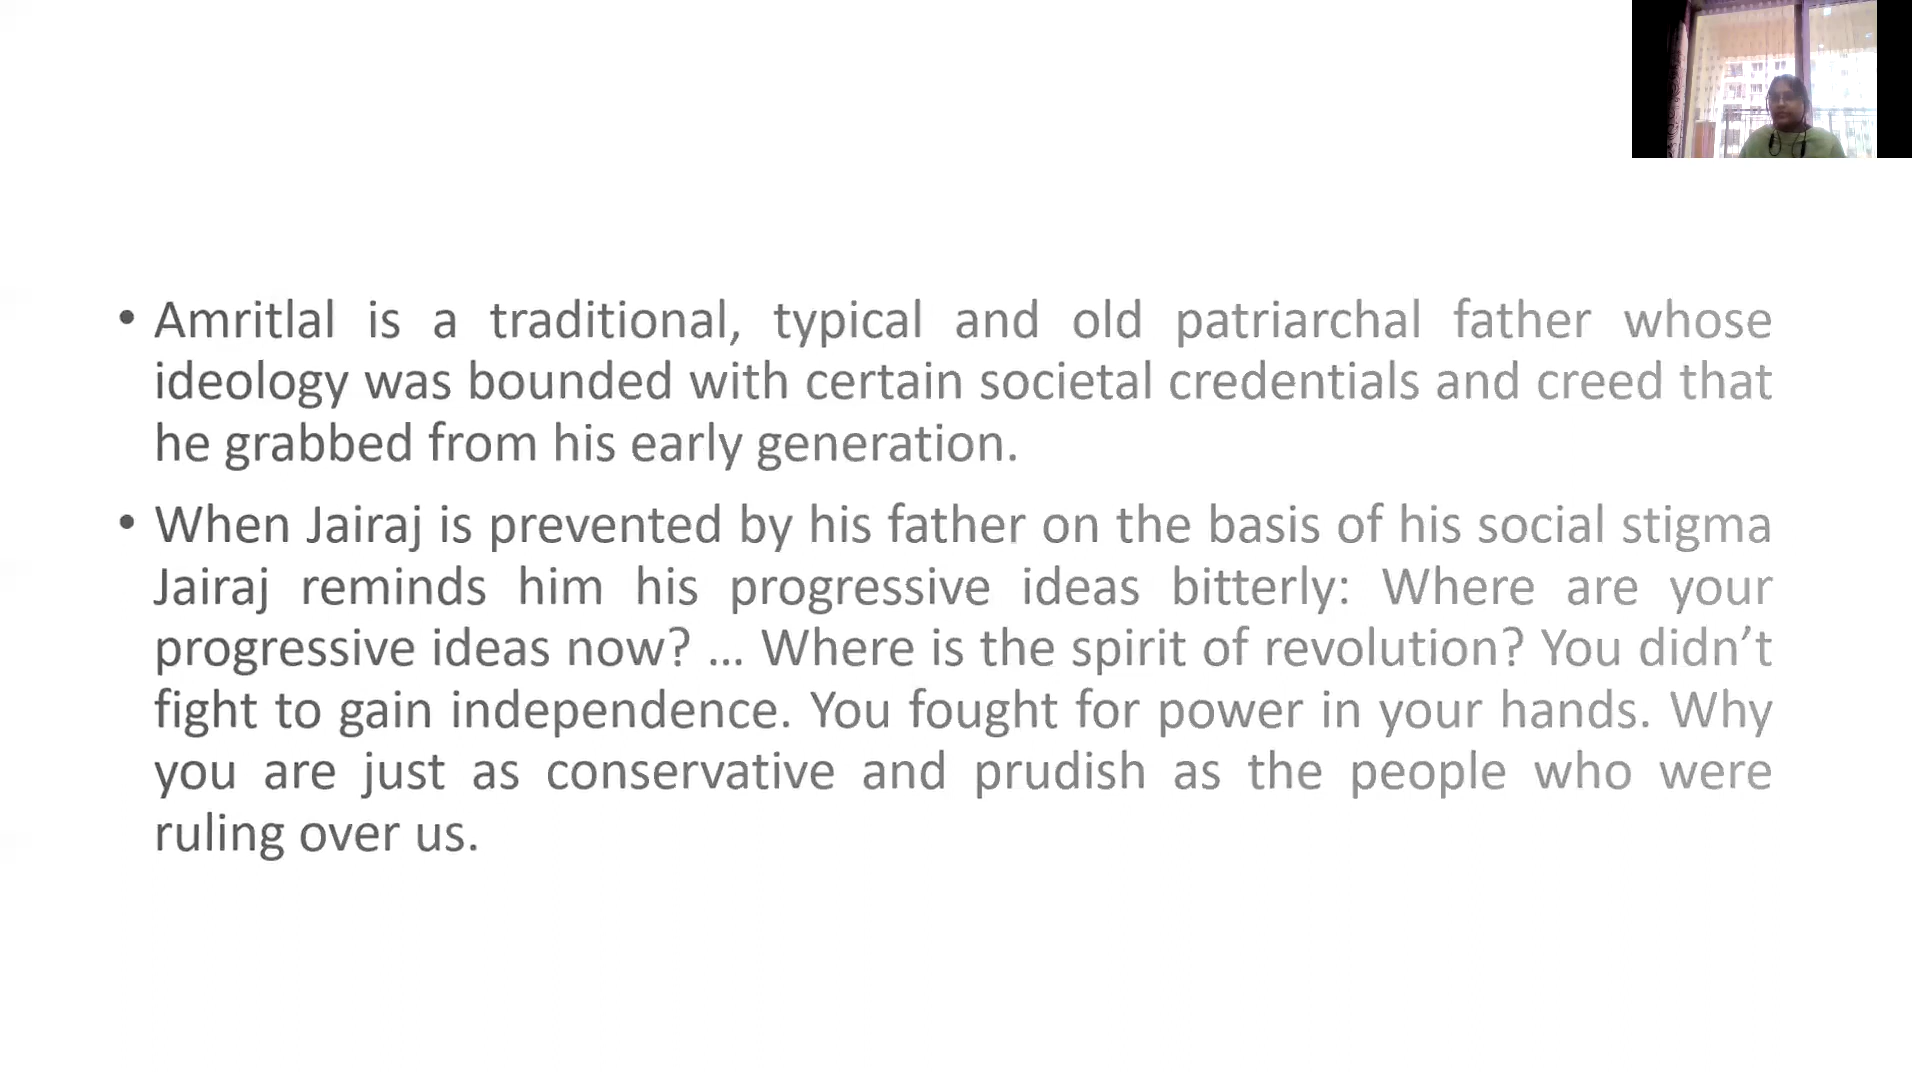 • Amritlal is a traditional, typical and old patriarchal father whose
ideology was bounded with certain societal credentials and creed that
he grabbed from his early generation.
• When Jairaj is prevented by his father on the basis of his social stigma
Jairaj reminds him his progressive ideas bitterly: Where are your
progressive ideas now? ... Where is the spirit of revolution? You didn’t
fight to gain independence. You fought for power in your hands. Why
you are just as conservative and prudish as the people who were
ruling over us.